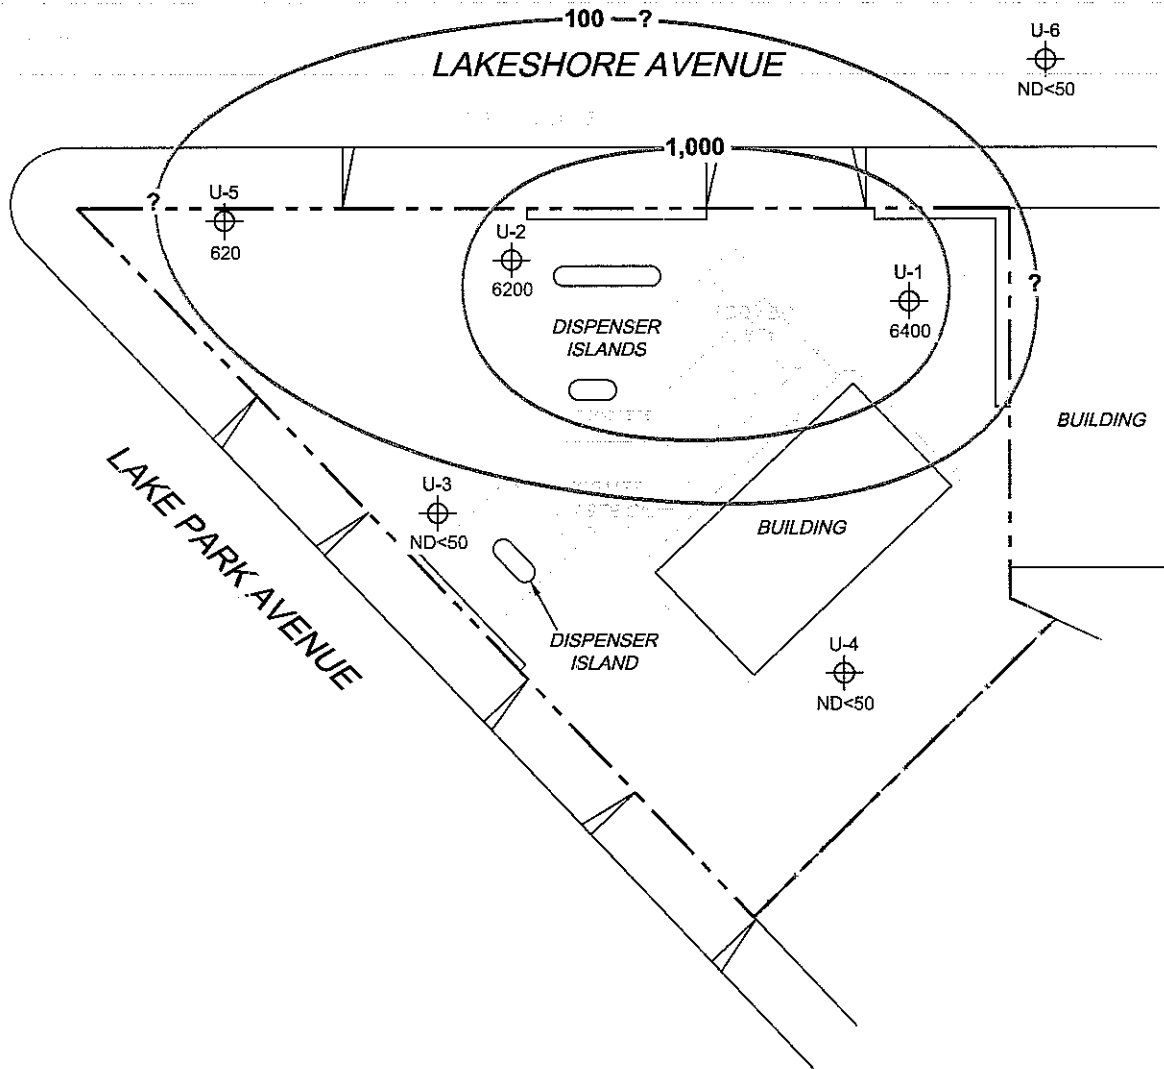 100 —?
U-6
LAKESHORE AVENUE
ND<50
1,000
?
U-5
620
U-2
6200
U-1
6400
?
DISPENSER
ISLANDS
BUILDING
U-3
ND<50
BUILDING
LAKE PARK AVENUE
DISPENSER
ISLAND
U-4
ND<50